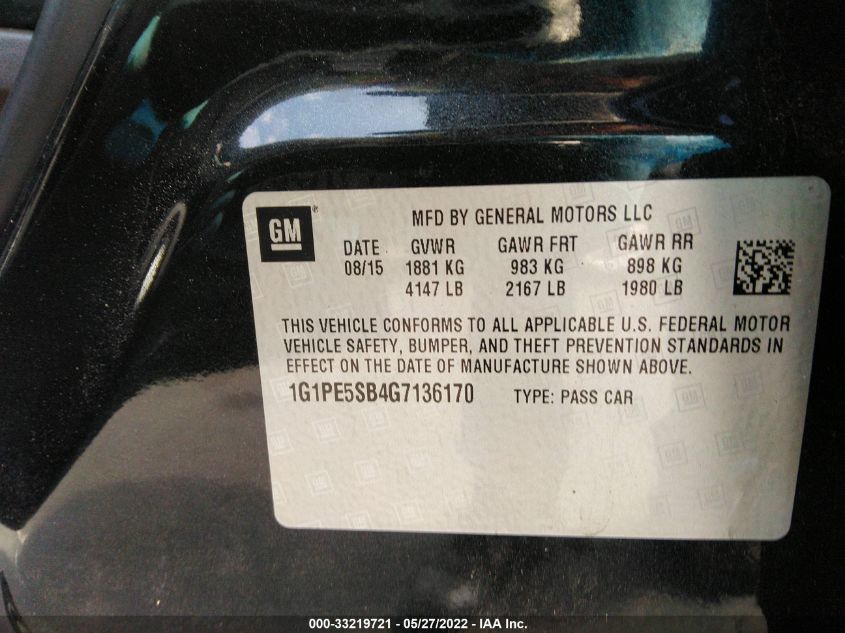 GM
MFD BY GENERAL MOTORS LLC
DATE GVWR GAWR FRT GAWR RR
08/15 1881 KG 983 KG 898 KG
4147 LB 2167 LB 1980 LB
THIS VEHICLE CONFORMS TO ALL APPLICABLE U.S. FEDERAL MOTOR
VEHICLE SAFETY, BUMPER, AND THEFT PREVENTION STANDARDS IN
EFFECT ON THE DATE OF MANUFACTURE SHOWN ABOVE.
1G1PE5SB4G7136170 TYPE: PASS CAR
000-33219721 - 05/27/2022 - IAA Inc.